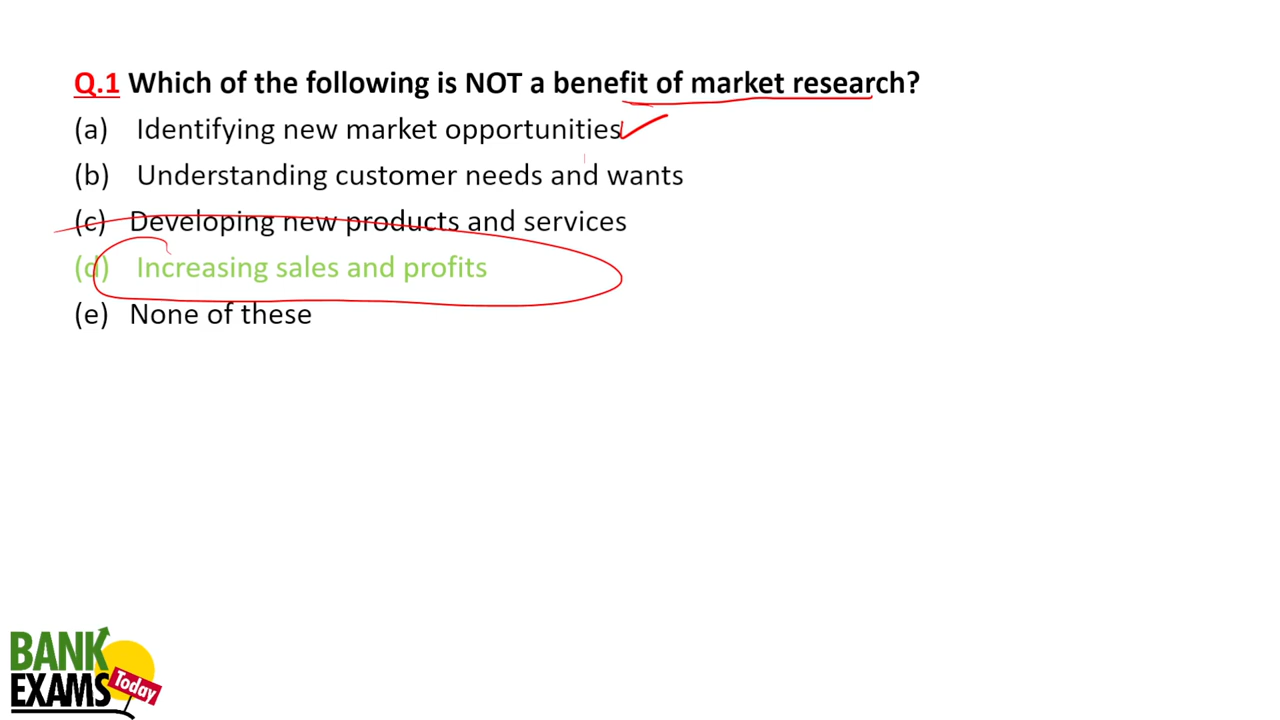 Q.1 Which of the following is NOT a benefit of market research?
(a) Identifying new market opportunities
(b) Understanding customer needs and wants
(c) Developing new products and services
(d) Increasing sales and profits
(e) None of these
BANK
EXAMS
Today